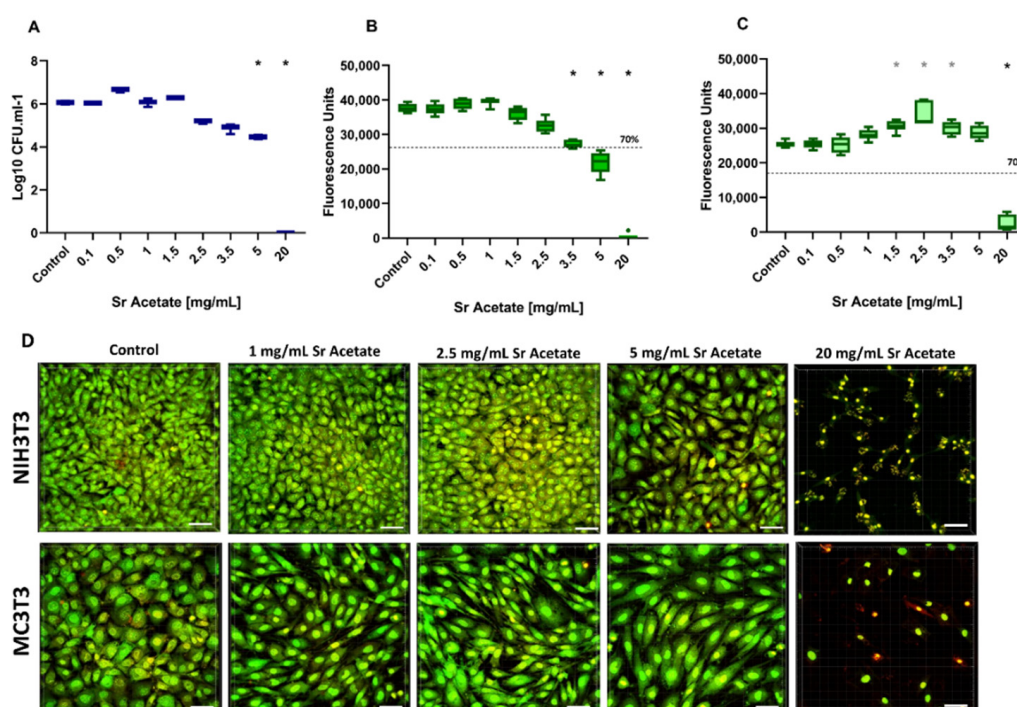 A
Log10 CFU.ml-1
8
6
4
2
0
* *
Control 0.1 0.5 1 1.5 2.5 3.5 5 20
Sr Acetate [mg/mL]
B
Fluorescence Units
50,000
40,000
30,000
20,000
10,000
0
* * *
70%
Control 0.1 0.5 1 1.5 2.5 3.5 5 20
Sr Acetate [mg/mL]
C
Fluorescence Units
50,000
40,000
30,000
20,000
10,000
0
* * * *
70
Control 0.1 0.5 1 1.5 2.5 3.5 5 20
Sr Acetate [mg/mL]
D
Control 1 mg/mL Sr Acetate 2.5 mg/mL Sr Acetate 5 mg/mL Sr Acetate 20 mg/mL Sr Acetate
NIH3T3
MC3T3